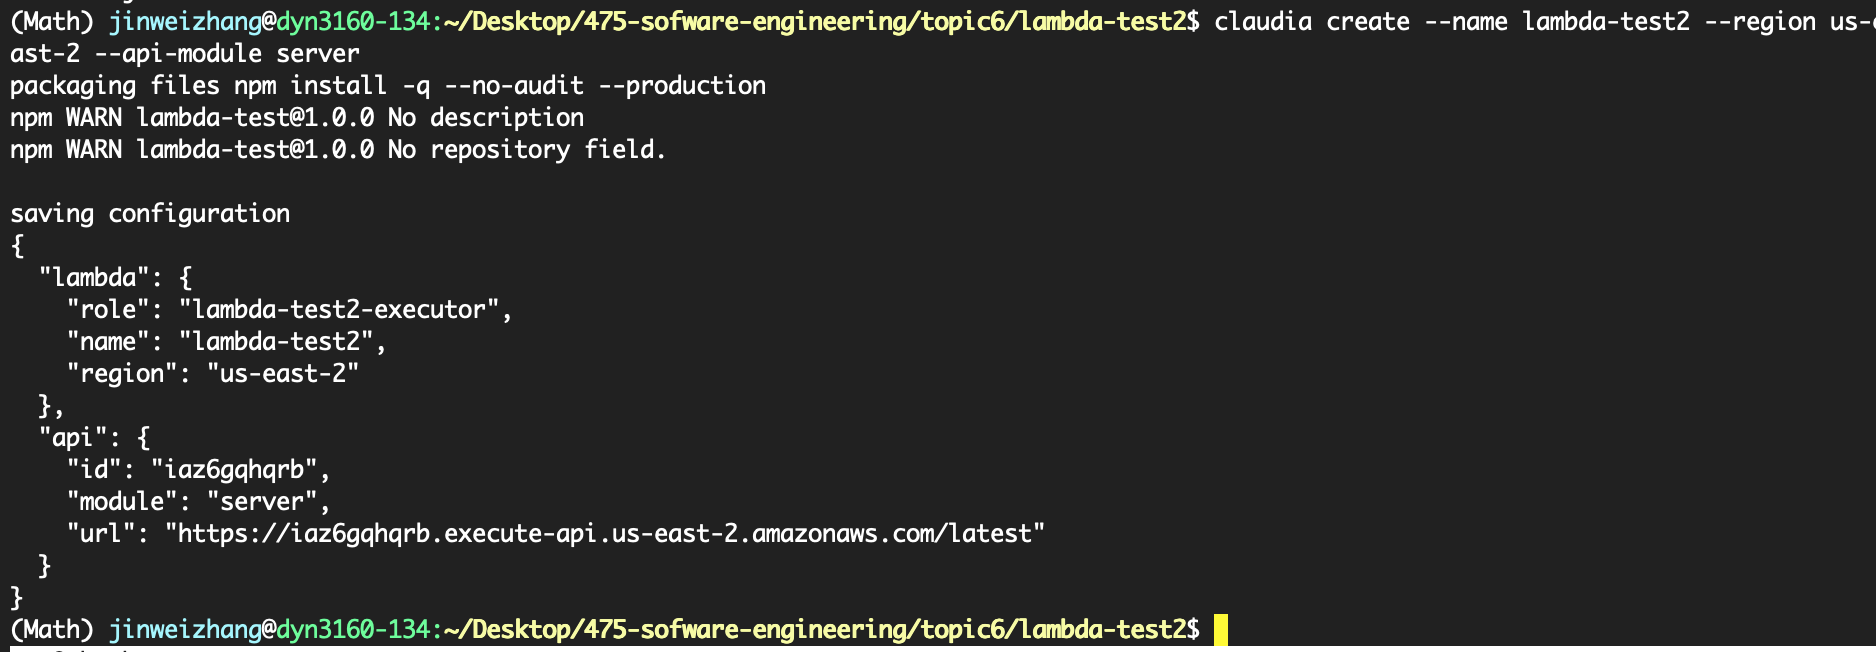 (Math) jinweizhang@dyn3160-134:~/Desktop/475-sofware-engineering/topic6/lambda-test2$ claudia create --name lambda-test2 --region us-e
ast-2 --api-module server
packaging files npm install -q --no-audit --production
npm WARN lambda-test@1.0.0 No description
npm WARN lambda-test@1.0.0 No repository field.

saving configuration
{
  "lambda": {
    "role": "lambda-test2-executor",
    "name": "lambda-test2",
    "region": "us-east-2"
  },
  "api": {
    "id": "iaz6gqhqrb",
    "module": "server",
    "url": "https://iaz6gqhqrb.execute-api.us-east-2.amazonaws.com/latest"
  }
}
(Math) jinweizhang@dyn3160-134:~/Desktop/475-sofware-engineering/topic6/lambda-test2$